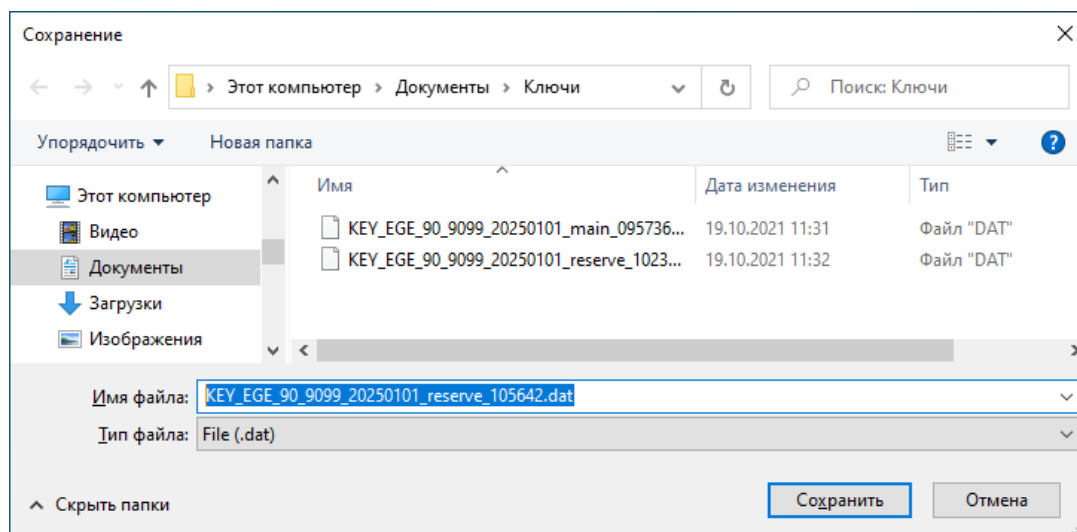 Сохранение
Этот компьютер › Документы › Ключи
Поиск: Ключи
Упорядочить
Новая папка
Этот компьютер
Видео
Документы
Загрузки
Изображения
Имя
Дата изменения
Тип
KEY_EGE_90_9099_20250101_main_095736... 19.10.2021 11:31 Файл "DAT"
KEY_EGE_90_9099_20250101_reserve_1023... 19.10.2021 11:32 Файл "DAT"
Имя файла: KEY_EGE_90_9099_20250101_reserve_105642.dat
Тип файла: File (.dat)
Скрыть папки
Сохранить
Отмена